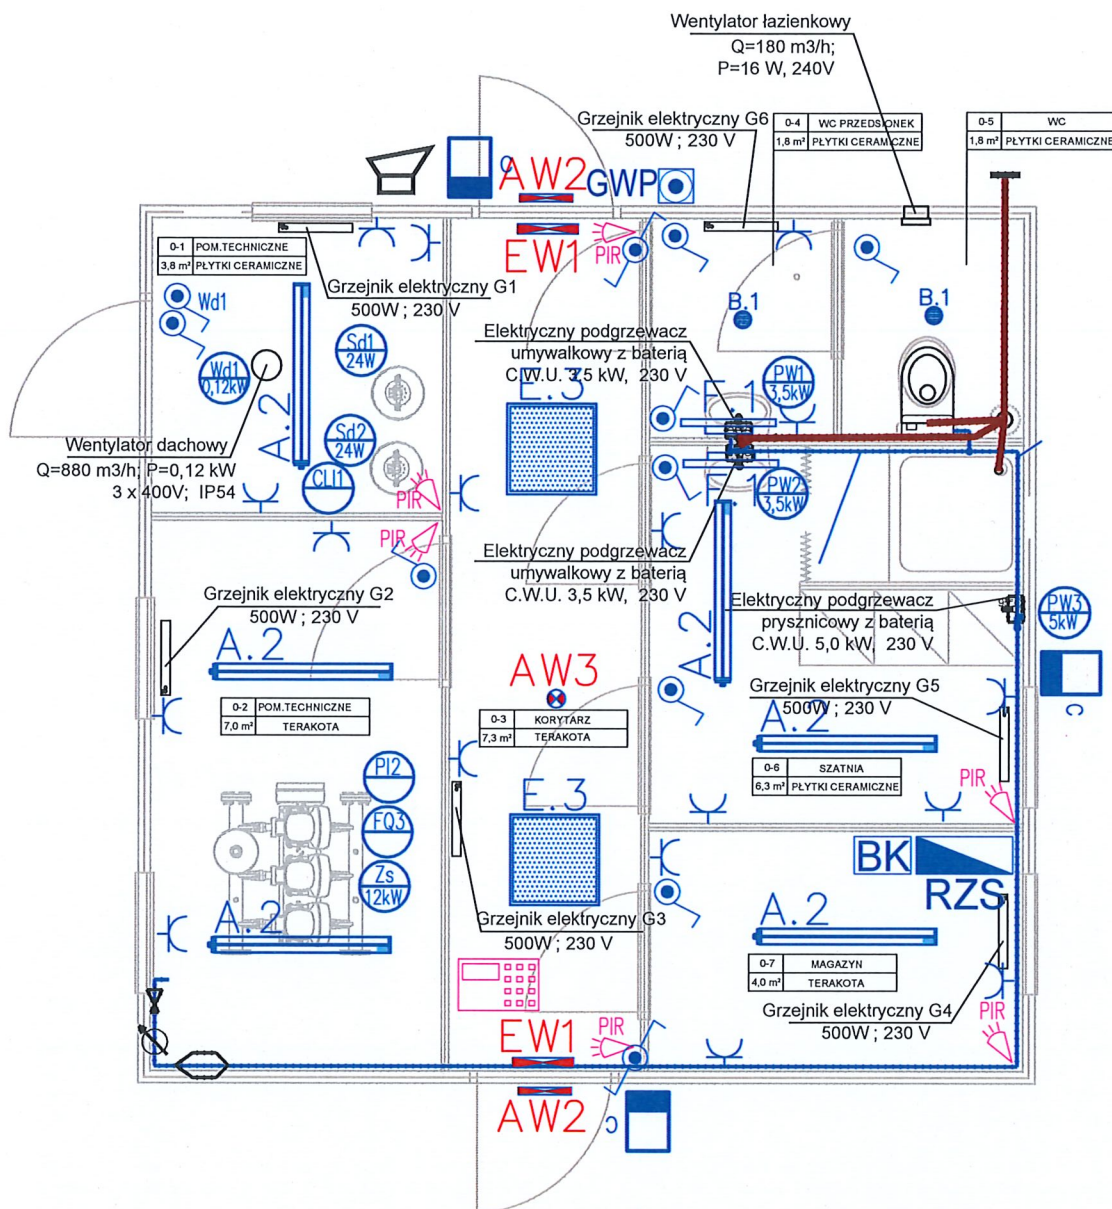 Wentylator łazienkowy
Q=180 m3/h;
P=16 W, 240V
Grzejnik elektryczny G6
500W ; 230 V
0-4 WC PRZEDSIONEK
1,8 m² PŁYTKI CERAMICZNE
0-5 WC
1,8 m² PŁYTKI CERAMICZNE
C
AW2
GWP
EW1
PIR
0-1 POM.TECHNICZNE
3,8 m² PŁYTKI CERAMICZNE
Grzejnik elektryczny G1
500W ; 230 V
Wd1
Sd1
24W
Wd1
0,12kW
A.2
B.1
B.1
Elektryczny podgrzewacz
umywalkowy z baterią
C.W.U. 3,5 kW, 230 V
PW1
3,5kW
E.3
F.1
Wentylator dachowy
Q=880 m3/h; P=0,12 kW
3 x 400V; IP54
Sd2
24W
CLI1
PIR
PIR
F.1
PW2
3,5kW
Elektryczny podgrzewacz
umywalkowy z baterią
C.W.U. 3,5 kW, 230 V
Grzejnik elektryczny G2
500W ; 230 V
A.2
Elektryczny podgrzewacz
prysznicowy z baterią
C.W.U. 5,0 kW, 230 V
PW3
5kW
A.2
AW3
Grzejnik elektryczny G5
500W ; 230 V
C
0-2 POM.TECHNICZNE
7,0 m² TERAKOTA
0-3 KORYTARZ
7,3 m² TERAKOTA
A.2
0-6 SZATNIA
6,3 m² PŁYTKI CERAMICZNE
PIR
PI2
FQ3
Zs
12kW
E.3
BK
RZS
A.2
A.2
Grzejnik elektryczny G3
500W ; 230 V
0-7 MAGAZYN
4,0 m² TERAKOTA
Grzejnik elektryczny G4
500W ; 230 V
PIR
EW1
PIR
AW2
C